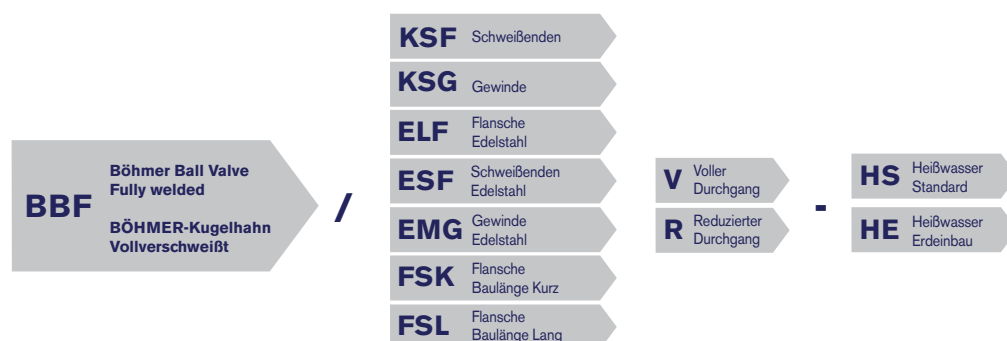 BBF
Böhmer Ball Valve
Fully welded
BÖHMER-Kugelhahn
Vollverschweißt
/
KSF Schweißenden
KSG Gewinde
ELF Flansche
Edelstahl
ESF Schweißenden
Edelstahl
EMG Gewinde
Edelstahl
FSK Flansche
Baulänge Kurz
FSL Flansche
Baulänge Lang
V Voller
Durchgang
R Reduzierter
Durchgang
-
HS Heißwasser
Standard
HE Heißwasser
Erdeinbau